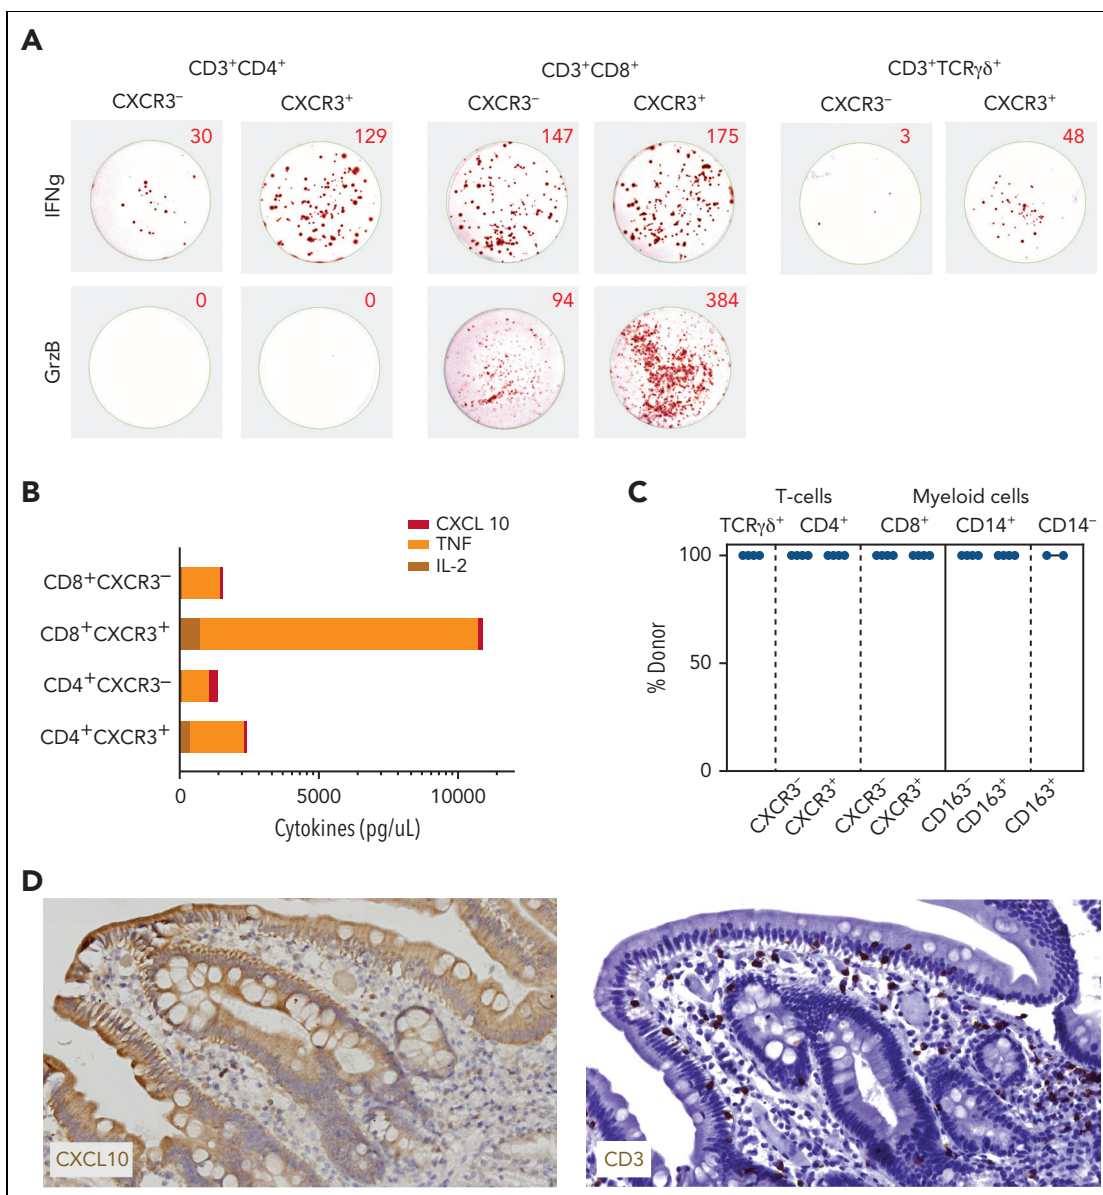 A
CD3+CD4+ CD3+CD8+ CD3+TCRγδ+
CXCR3– CXCR3+ CXCR3– CXCR3+ CXCR3– CXCR3+
IFNg
30 129 147 175 3 48
GrzB
0 0 94 384
B
CXCL 10
TNF
IL-2
CD8+CXCR3–
CD8+CXCR3+
CD4+CXCR3–
CD4+CXCR3+
0 5000 10000
Cytokines (pg/uL)
C
T-cells Myeloid cells
TCRγδ+ CD4+ CD8+ CD14+ CD14–
100
50
0
% Donor
CXCR3– CXCR3+ CXCR3– CXCR3+ CD163– CD163+ CD163+
D
CXCL10
CD3